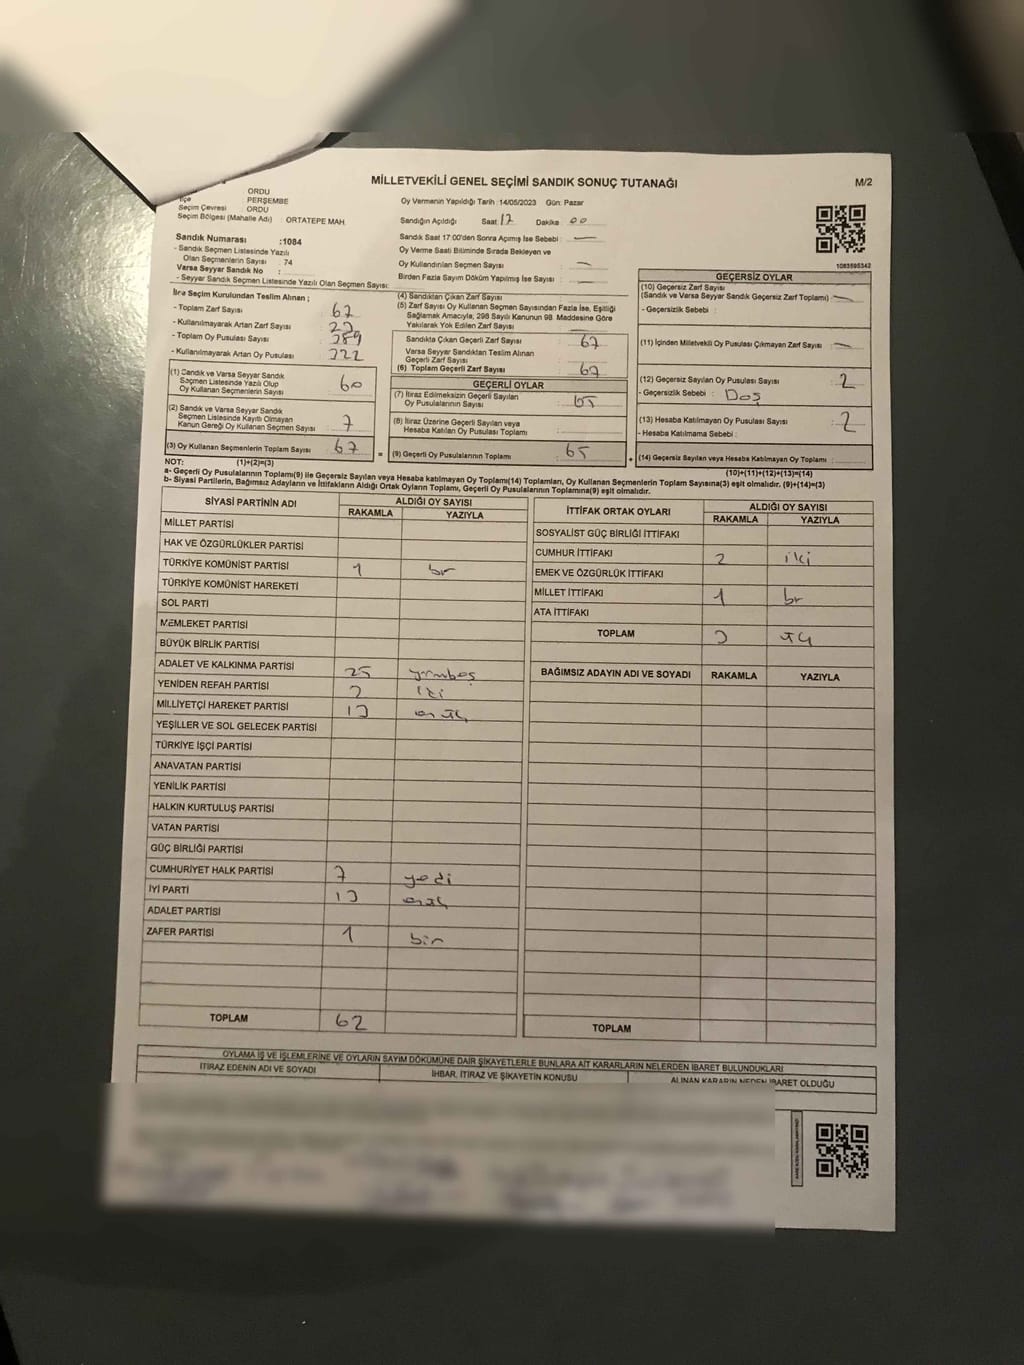 MİLLETVEKİLİ GENEL SEÇİMİ SANDIK SONUÇ TUTANAĞI
M/2
ORDU
İlçe PERŞEMBE
Seçim Çevresi ORDU
Seçim Bölgesi (Mahalle Adı) : ORTATEPE MAH.
Oy Vermenin Yapıldığı Tarih :14/05/2023 Gün: Pazar
Sandığın Açıldığı Saat 17 Dakika 00
Sandık Numarası :1084
- Sandık Seçmen Listesinde Yazılı
Olan Seçmenlerin Sayısı : 74
Varsa Seyyar Sandık No :
- Seyyar Sandık Seçmen Listesinde Yazılı Olan Seçmen Sayısı:
Sandık Saat 17:00'den Sonra Açımış İse Sebebi : —
Oy Verme Saati Bitiminde Sırada Bekleyen ve
Oy Kullandırılan Seçmen Sayısı : —
Birden Fazla Sayım Döküm Yapılmış İse Sayısı : —
1083595342
İlçe Seçim Kurulundan Teslim Alınan ;
- Toplam Zarf Sayısı 67
- Kullanılmayarak Artan Zarf Sayısı
- Toplam Oy Pusulası Sayısı 389
- Kullanılmayarak Artan Oy Pusulası 322
(1) Sandık ve Varsa Seyyar Sandık
Seçmen Listesinde Yazılı Olup
Oy Kullanan Seçmenlerin Sayısı 60
(2) Sandık ve Varsa Seyyar Sandık
Seçmen Listesinde Kayıtlı Olmayan
Kanun Gereği Oy Kullanan Seçmen Sayısı 7
(3) Oy Kullanan Seçmenlerin Toplam Sayısı 67
(4) Sandıktan Çıkan Zarf Sayısı
(5) Zarf Sayısı Oy Kullanan Seçmen Sayısından Fazla İse, Eşitliği
Sağlamak Amacıyla; 298 Sayılı Kanunun 98. Maddesine Göre
Yakılarak Yok Edilen Zarf Sayısı —
Sandıkta Çıkan Geçerli Zarf Sayısı 67
Varsa Seyyar Sandıktan Teslim Alınan
Geçerli Zarf Sayısı
(6) Toplam Geçerli Zarf Sayısı 67
GEÇERLİ OYLAR
(7) İtiraz Edilmeksizin Geçerli Sayılan
Oy Pusulalarının Sayısı 65
(8) İtiraz Üzerine Geçerli Sayılan veya
Hesaba Katılan Oy Pusulası Toplamı
= (9) Geçerli Oy Pusulalarının Toplamı 65
GEÇERSİZ OYLAR
(10) Geçersiz Zarf Sayısı
(Sandık ve Varsa Seyyar Sandık Geçersiz Zarf Toplamı) —
- Geçersizlik Sebebi :
(11) İçinden Milletvekili Oy Pusulası Çıkmayan Zarf Sayısı —
(12) Geçersiz Sayılan Oy Pusulası Sayısı 2
- Geçersizlik Sebebi : Doş
(13) Hesaba Katılmayan Oy Pusulası Sayısı 2
- Hesaba Katılmama Sebebi :
+ (14) Geçersiz Sayılan veya Hesaba Katılmayan Oy Toplamı
NOT: (1)+(2)=(3)
(10)+(11)+(12)+(13)=(14)
a- Geçerli Oy Pusulalarının Toplamı(9) ile Geçersiz Sayılan veya Hesaba katılmayan Oy Toplamı(14) Toplamları, Oy Kullanan Seçmenlerin Toplam Sayısına(3) eşit olmalıdır. (9)+(14)=(3)
b- Siyasi Partilerin, Bağımsız Adayların ve İttifakların Aldığı Ortak Oyların Toplamı, Geçerli Oy Pusulalarının Toplamına(9) eşit olmalıdır.
SİYASİ PARTİNİN ADI ALDIĞI OY SAYISI
RAKAMLA YAZIYLA
MİLLET PARTİSİ
HAK VE ÖZGÜRLÜKLER PARTİSİ
TÜRKİYE KOMÜNİST PARTİSİ 1 bir
TÜRKİYE KOMÜNİST HAREKETİ
SOL PARTİ
MEMLEKET PARTİSİ
BÜYÜK BİRLİK PARTİSİ
ADALET VE KALKINMA PARTİSİ 25 yirmibeş
YENİDEN REFAH PARTİSİ 2 iki
MİLLİYETÇİ HAREKET PARTİSİ 13 onüç
YEŞİLLER VE SOL GELECEK PARTİSİ
TÜRKİYE İŞÇİ PARTİSİ
ANAVATAN PARTİSİ
YENİLİK PARTİSİ
HALKIN KURTULUŞ PARTİSİ
VATAN PARTİSİ
GÜÇ BİRLİĞİ PARTİSİ
CUMHURİYET HALK PARTİSİ 7 yedi
İYİ PARTİ 13 onüç
ADALET PARTİSİ
ZAFER PARTİSİ 1 bir
TOPLAM 62
İTTİFAK ORTAK OYLARI ALDIĞI OY SAYISI
RAKAMLA YAZIYLA
SOSYALİST GÜÇ BİRLİĞİ İTTİFAKI
CUMHUR İTTİFAKI 2 iki
EMEK VE ÖZGÜRLÜK İTTİFAKI
MİLLET İTTİFAKI 1 bir
ATA İTTİFAKI
TOPLAM 3 üç
BAĞIMSIZ ADAYIN ADI VE SOYADI RAKAMLA YAZIYLA
TOPLAM
OYLAMA İŞ VE İŞLEMLERİNE VE OYLARIN SAYIM DÖKÜMÜNE DAİR ŞİKAYETLERLE BUNLARA AİT KARARLARIN NELERDEN İBARET BULUNDUKLARI
İTİRAZ EDENİN ADI VE SOYADI İHBAR, İTİRAZ VE ŞİKAYETİN KONUSU ALINAN KARARIN NEDEN İBARET OLDUĞU